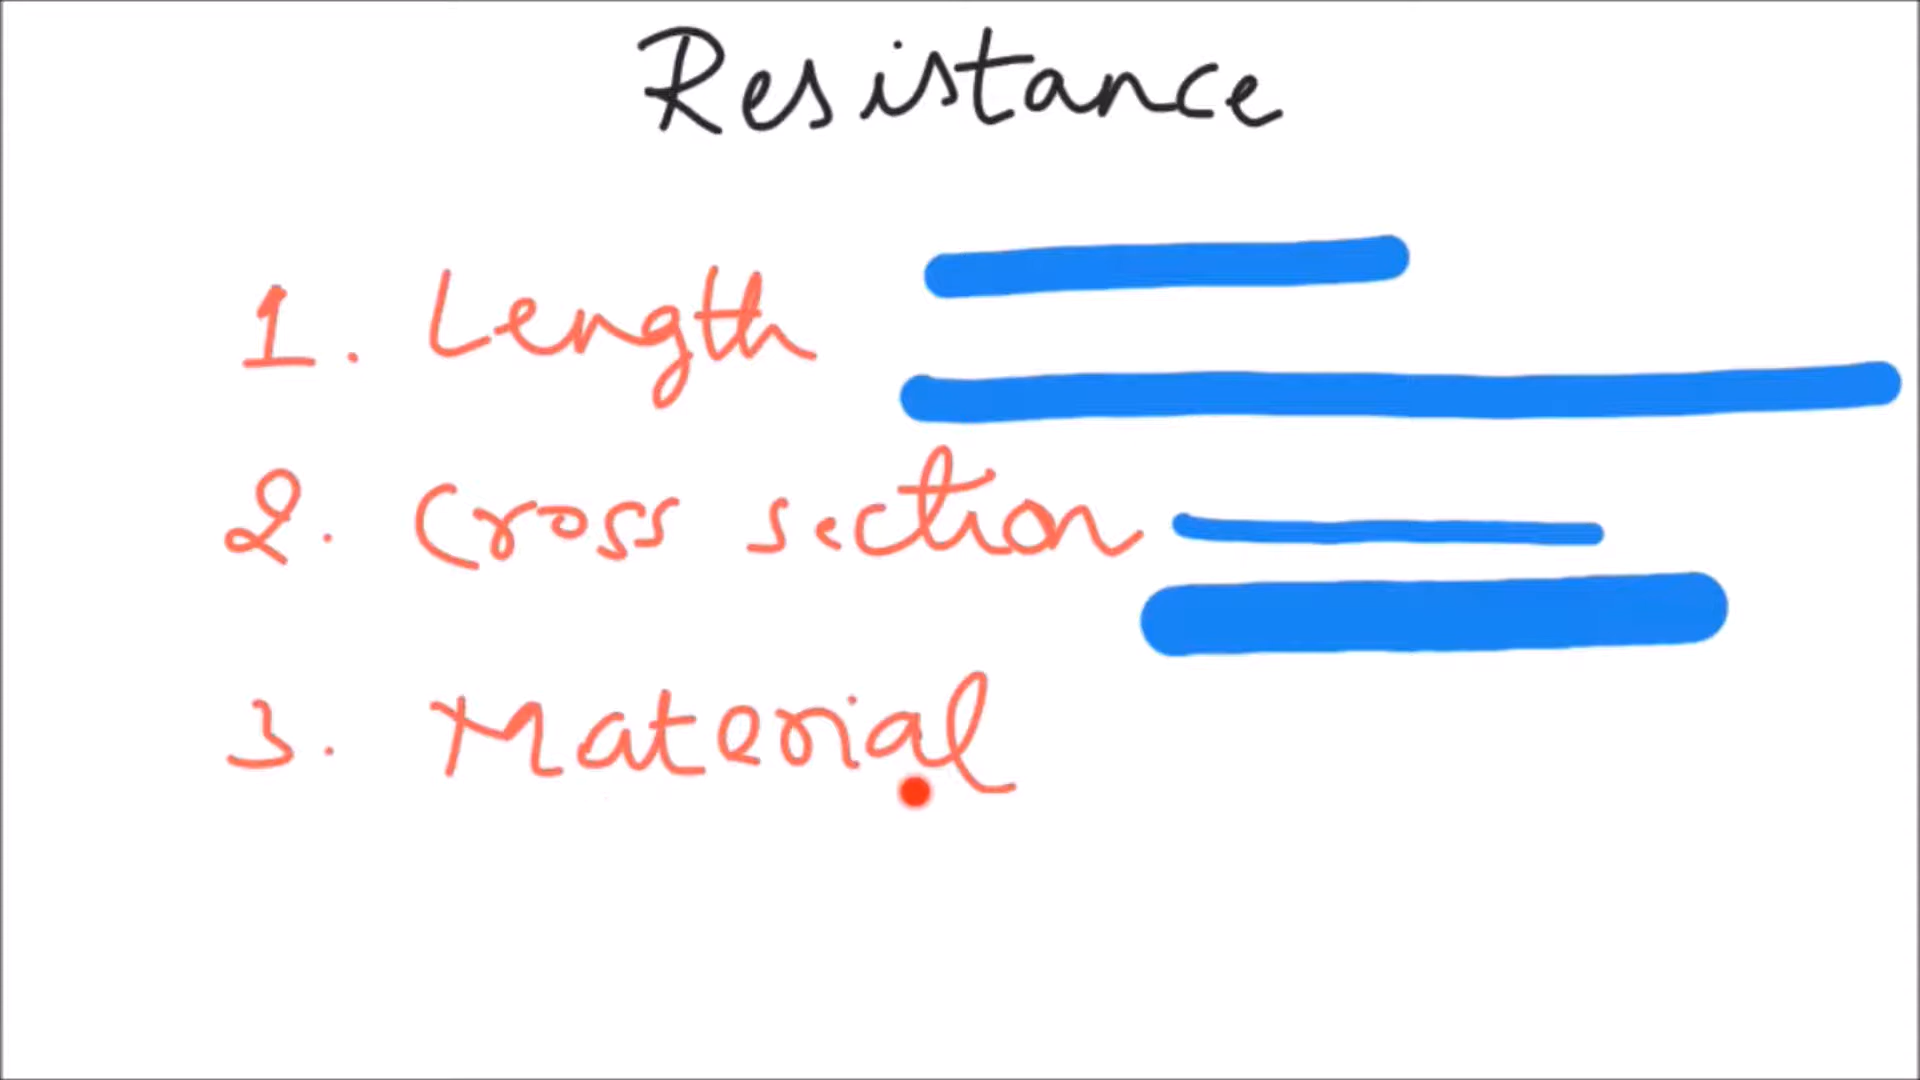 Resistance
1. Length
2. Cross section
3. Material